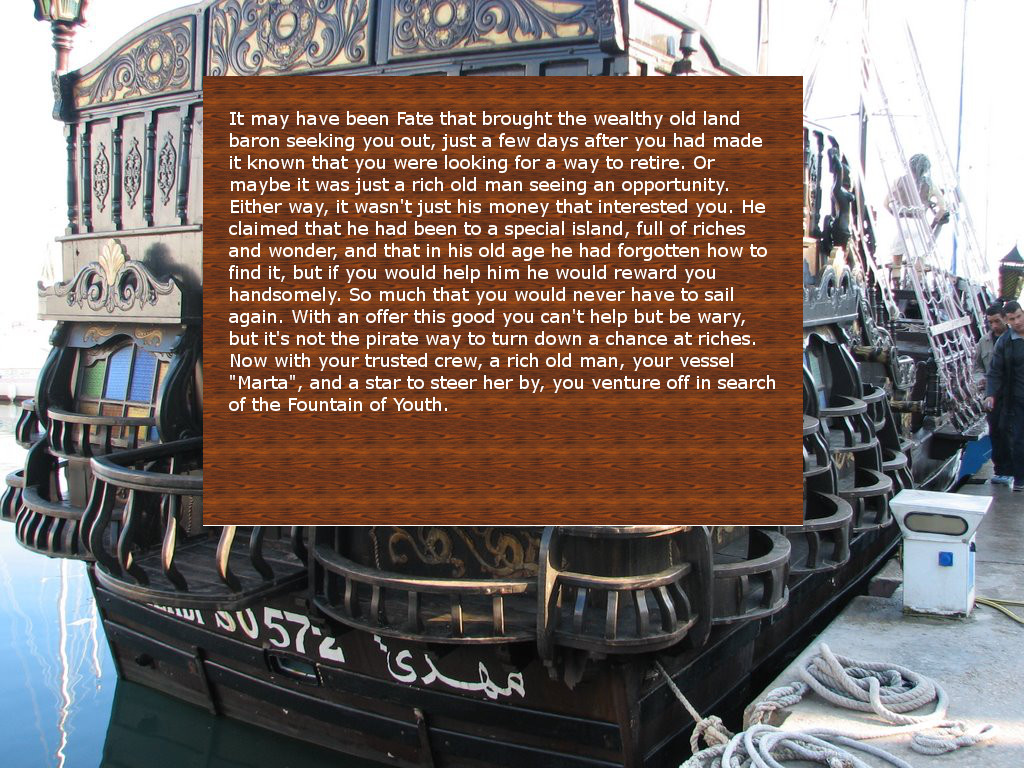 It may have been Fate that brought the wealthy old land
baron seeking you out, just a few days after you had made
it known that you were looking for a way to retire. Or
maybe it was just a rich old man seeing an opportunity.
Either way, it wasn't just his money that interested you. He
claimed that he had been to a special island, full of riches
and wonder, and that in his old age he had forgotten how to
find it, but if you would help him he would reward you
handsomely. So much that you would never have to sail
again. With an offer this good you can't help but be wary,
but it's not the pirate way to turn down a chance at riches.
Now with your trusted crew, a rich old man, your vessel
"Marta", and a star to steer her by, you venture off in search
of the Fountain of Youth.
SO 572
مهدي